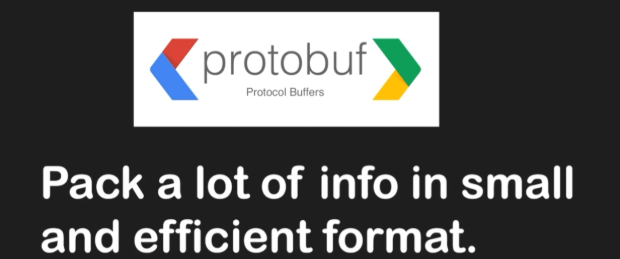 protobuf
Protocol Buffers
Pack a lot of info in small
and efficient format.